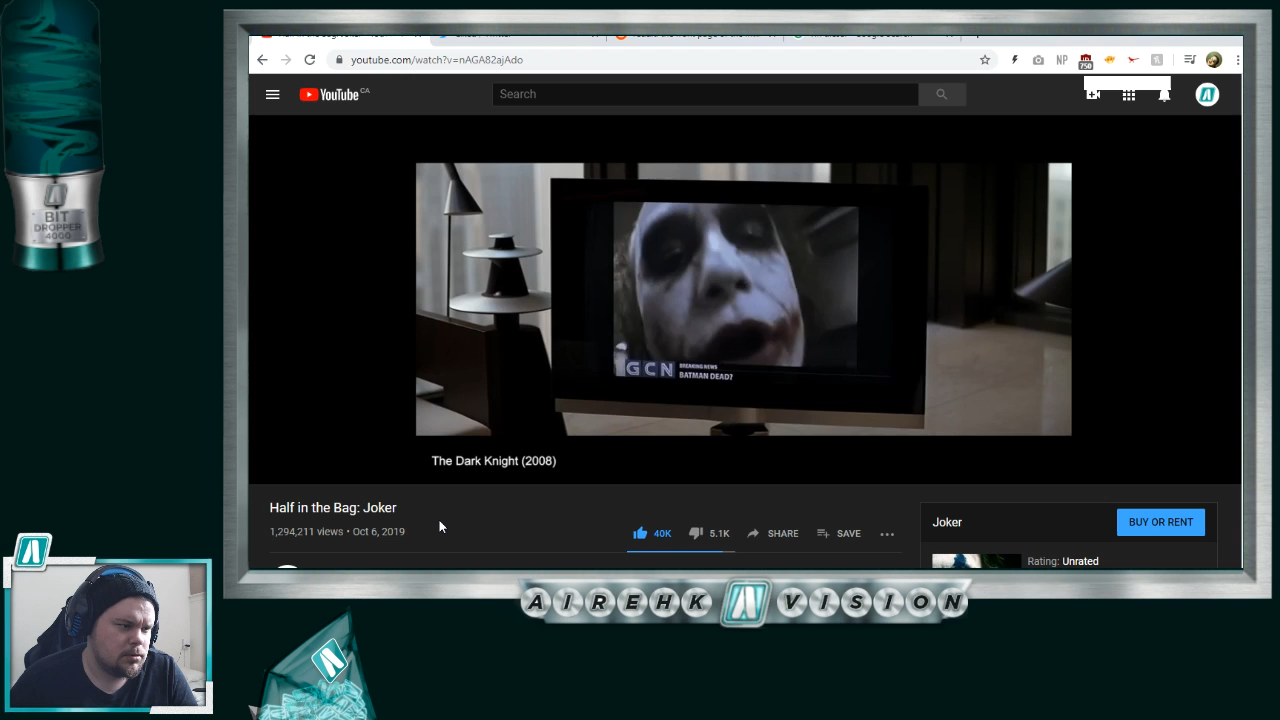 youtube.com/watch?v=nAGA82ajAdo
NP
750
YouTube CA
Search
BIT
DROPPER
4000
GCN
BREAKING NEWS
BATMAN DEAD?
The Dark Knight (2008)
Half in the Bag: Joker
1,294,211 views • Oct 6, 2019
40K
5.1K
SHARE
SAVE
Joker
BUY OR RENT
Rating: Unrated
AIREHK VISION